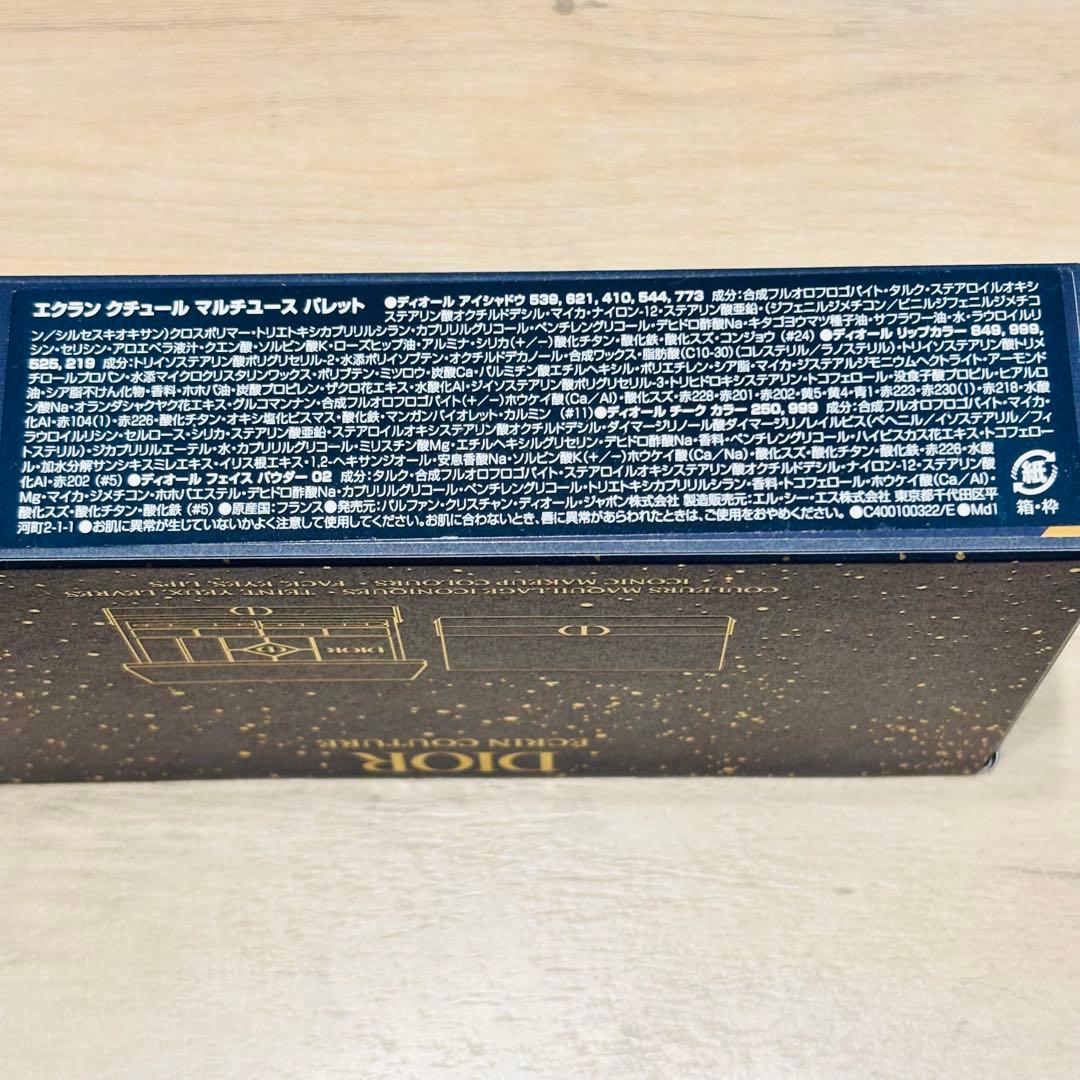 エクラン クチュール マルチユース パレット ●ディオール アイシャドウ 539, 621, 410, 544, 773 成分:合成フルオロフロゴパイト・タルク・ステアロイルオキシ
ステアリン酸オクチルドデシル・マイカ・ナイロン-12・ステアリン酸亜鉛・(ジフェニルジメチコン/ビニルジフェニルジメチコ
ン/シルセスキオキサン)クロスポリマー・トリエトキシカプリリルシラン・カプリリルグリコール・ペンチレングリコール・デヒドロ酢酸Na・キタゴヨウマツ種子油・サフラワー油・水・ラウロイルリ
シン・セリシン・アロエベラ液汁・クエン酸・ソルビン酸K・ローズヒップ油・アルミナ・シリカ(+/−)酸化チタン・酸化鉄・酸化スズ・コンジョウ (#24) ●ディオール リップカラー 849, 999,
525, 219 成分:トリイソステアリン酸ポリグリセリル-2・水添ポリイソブテン・オクチルドデカノール・合成ワックス・脂肪酸(C10-30)(コレステリル/ラノステリル)・トリイソステアリン酸トリメ
チロールプロパン・水添マイクロクリスタリンワックス・ポリブテン・ミツロウ・炭酸Ca・パルミチン酸エチルヘキシル・ポリエチレン・シア脂・マイカ・ジステアルジモニウムヘクトライト・アーモンド
油・シア脂不けん化物・香料・ホホバ油・炭酸プロピレン・ザクロ花エキス・水酸化Al・ジイソステアリン酸ポリグリセリル-3・トリヒドロキシステアリン・トコフェロール・没食子酸プロピル・ヒアルロ
ン酸Na・オランダシャクヤク花エキス・グルコマンナン・合成フルオロフロゴパイト(+/−)ホウケイ酸(Ca/Al)・酸化スズ・赤228・赤201・赤202・黄5・黄4・青1・赤223・赤230(1)・赤218・水酸
化Al・赤104(1)・赤226・酸化チタン・オキシ塩化ビスマス・酸化鉄・マンガンバイオレット・カルミン (#11)●ディオール チーク カラー 250, 999 成分:合成フルオロフロゴパイト・マイカ・
ラウロイルリシン・セルロース・シリカ・ステアリン酸亜鉛・ステアロイルオキシステアリン酸オクチルドデシル・ダイマージリノール酸ダイマージリノレイルビス(ベヘニル/イソステアリル/フィ
トステリル)・ジカプリリルエーテル・水・カプリリルグリコール・ミリスチン酸Mg・エチルヘキシルグリセリン・デヒドロ酢酸Na・香料・ペンチレングリコール・ハイビスカス花エキス・トコフェロー
ル・加水分解サンシキスミレエキス・イリス根エキス・1,2-ヘキサンジオール・安息香酸Na・ソルビン酸K(+/−)ホウケイ酸(Ca/Na)・酸化スズ・酸化チタン・酸化鉄・赤226・水酸
化Al・赤202 (#5) ●ディオール フェイス パウダー 02 成分:タルク・合成フルオロフロゴパイト・ステアロイルオキシステアリン酸オクチルドデシル・ナイロン-12・ステアリン酸
Mg・マイカ・ジメチコン・ホホバエステル・デヒドロ酢酸Na・カプリリルグリコール・ペンチレングリコール・トリエトキシカプリリルシラン・香料・トコフェロール・ホウケイ酸(Ca/Al)・
酸化スズ・酸化チタン・酸化鉄 (#5) ●原産国:フランス●発売元:パルファン・クリスチャン・ディオール・ジャポン株式会社 製造販売元:エル・シー・エス株式会社 東京都千代田区平
河町2-1-1 ●お肌に異常が生じていないかよく注意して使用してください。お肌に合わないとき、唇に異常があらわれたときは、ご使用をおやめください。●C400100322/E ●Md1
紙
箱・枠
COULEURS MAQUILLAGE ICONIQUES · TEINT, YEUX, LÈVRES
ICONIC MAKEUP COLOURS · FACE, EYES, LIPS
DIOR
ECRIN COUTURE
DIOR